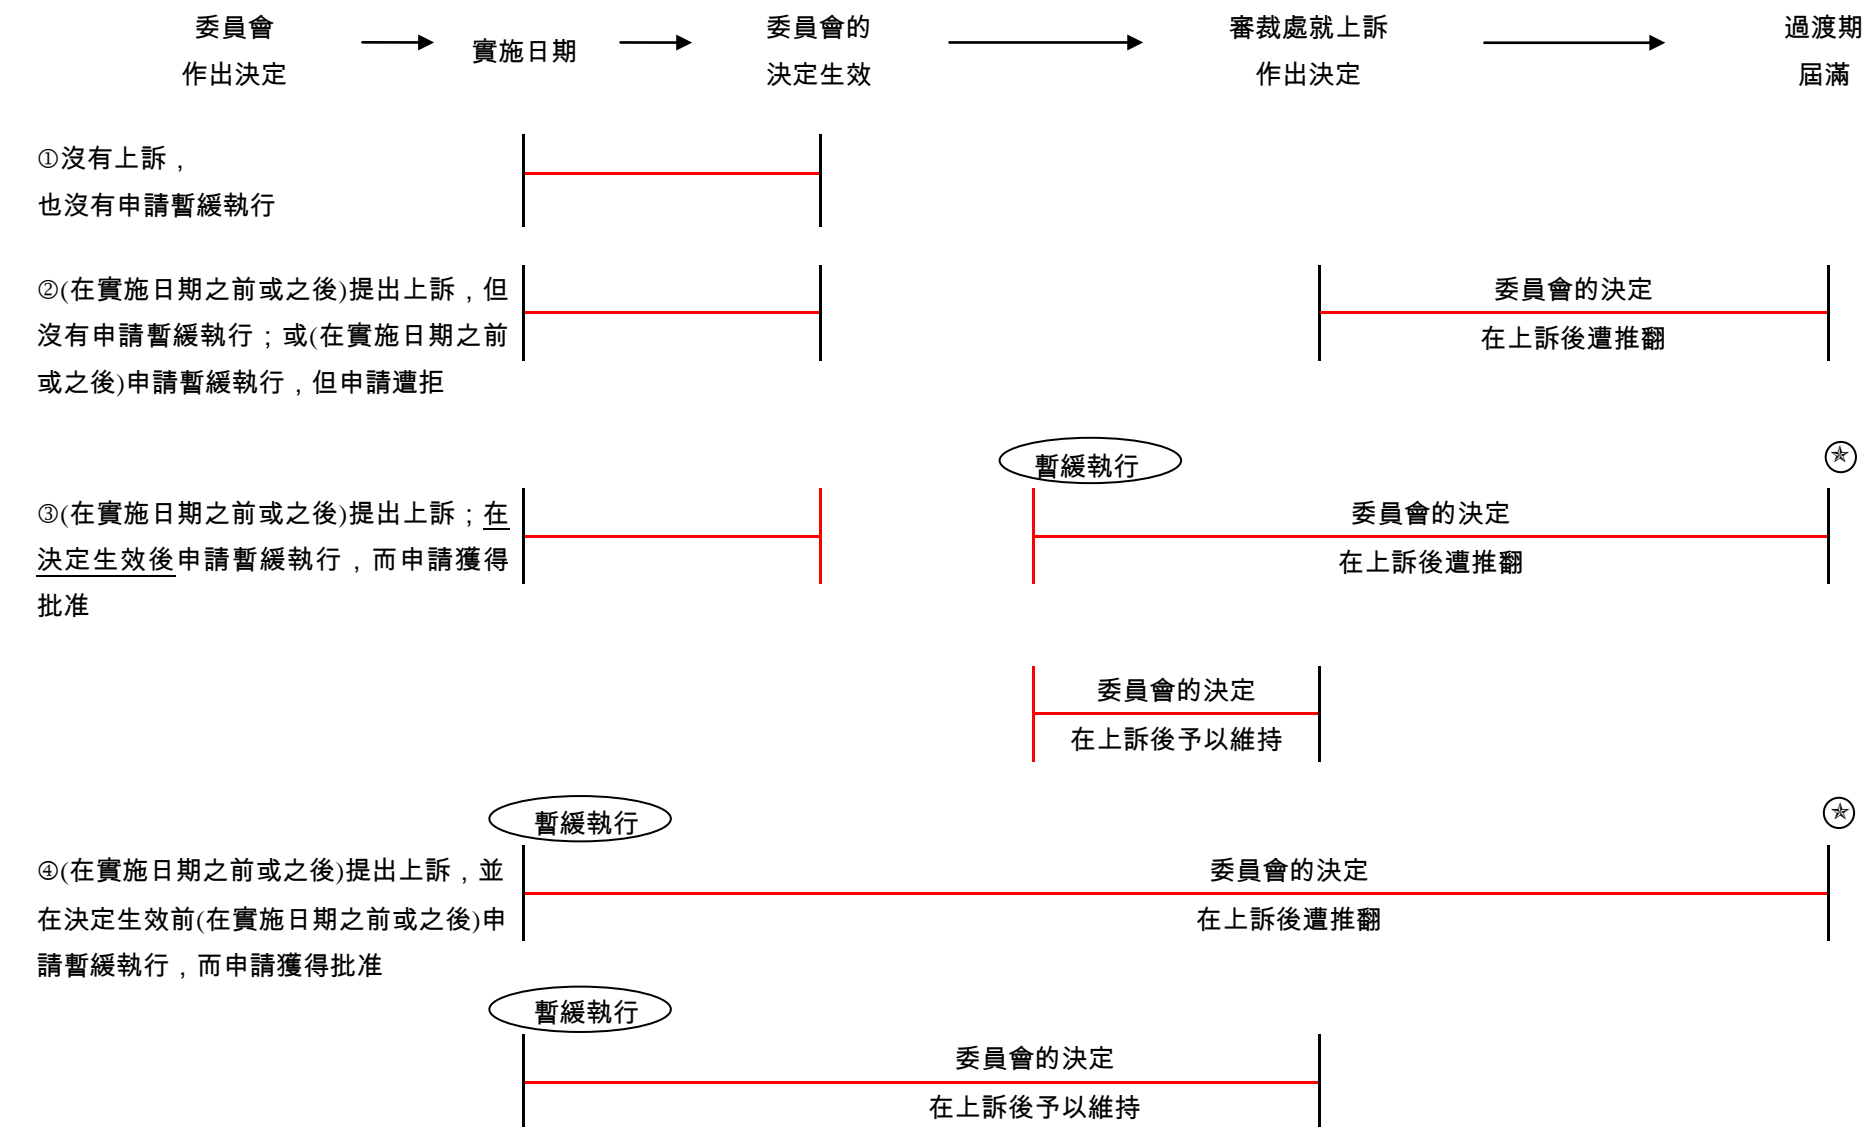 委員會
作出決定
實施日期
委員會的
決定生效
審裁處就上訴
作出決定
過渡期
屆滿
①沒有上訴，
也沒有申請暫緩執行
②(在實施日期之前或之後)提出上訴，但
沒有申請暫緩執行；或(在實施日期之前
或之後)申請暫緩執行，但申請遭拒
委員會的決定
在上訴後遭推翻
暫緩執行
③(在實施日期之前或之後)提出上訴；在
決定生效後申請暫緩執行，而申請獲得
批准
委員會的決定
在上訴後遭推翻
委員會的決定
在上訴後予以維持
暫緩執行
④(在實施日期之前或之後)提出上訴，並
在決定生效前(在實施日期之前或之後)申
請暫緩執行，而申請獲得批准
委員會的決定
在上訴後遭推翻
暫緩執行
委員會的決定
在上訴後予以維持